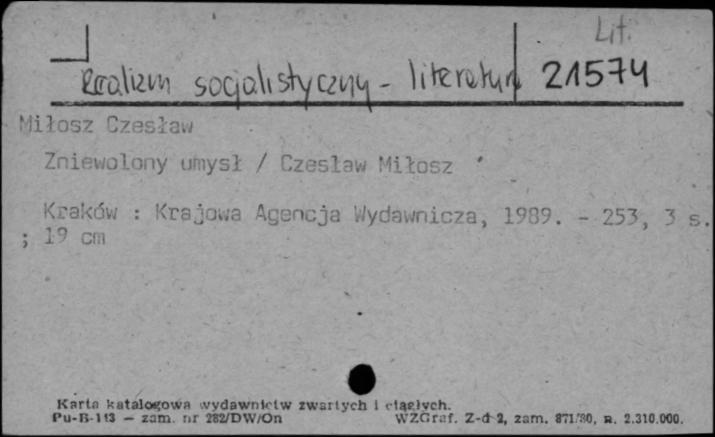 Lit.
Realizm socjalistyczny - literatura 21574
Miłosz Czesław
Zniewolony umysł / Czesław Miłosz
Kraków : Krajowa Agencja Wydawnicza, 1989. - 253, 3 s.
; 19 cm
Karta katalogowa wydawnictw zwartych i ciągłych.
Pu-B-113 — zam. nr 282/DW/On WZGraf. Z-d 2, zam. 871/80, n. 2.310.000.